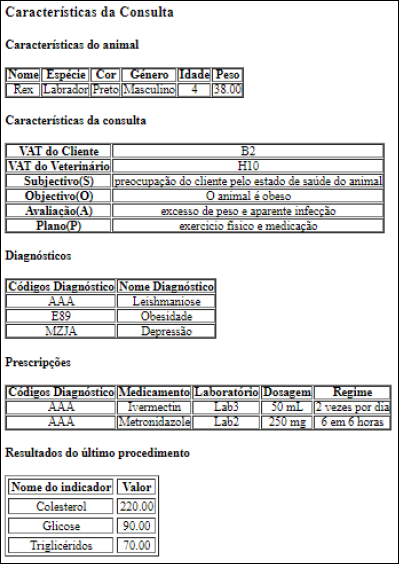 Características da Consulta
Características do animal
Nome Espécie Cor Género Idade Peso
Rex Labrador Preto Masculino 4 38.00
Características da consulta
VAT do Cliente B2
VAT do Veterinário H10
Subjectivo(S) preocupação do cliente pelo estado de saúde do animal
Objectivo(O) O animal é obeso
Avaliação(A) excesso de peso e aparente infecção
Plano(P) exercicio físico e medicação
Diagnósticos
Códigos Diagnóstico Nome Diagnóstico
AAA Leishmaniose
E89 Obesidade
MZJA Depressão
Prescripções
Códigos Diagnóstico Medicamento Laboratório Dosagem Regime
AAA Ivermectin Lab3 50 mL 2 vezes por dia
AAA Metronidazole Lab2 250 mg 6 em 6 horas
Resultados do último procedimento
Nome do indicador Valor
Colesterol 220.00
Glicose 90.00
Triglicéridos 70.00